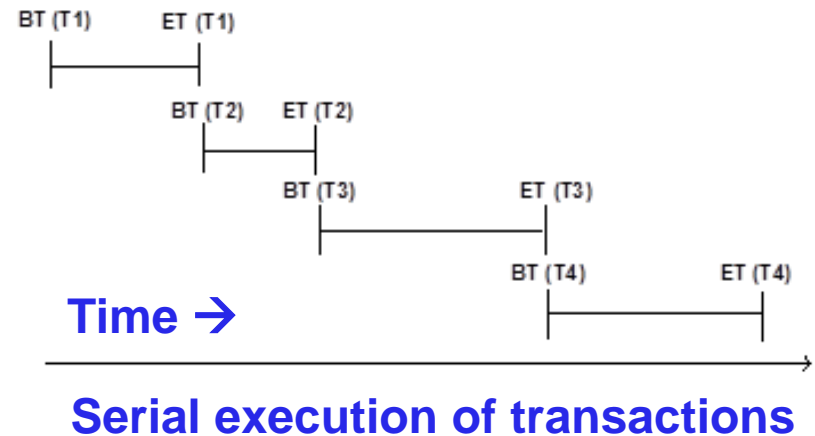 BT (T1) ET (T1)
BT (T2) ET (T2)
BT (T3) ET (T3)
BT (T4) ET (T4)
Time →
Serial execution of transactions